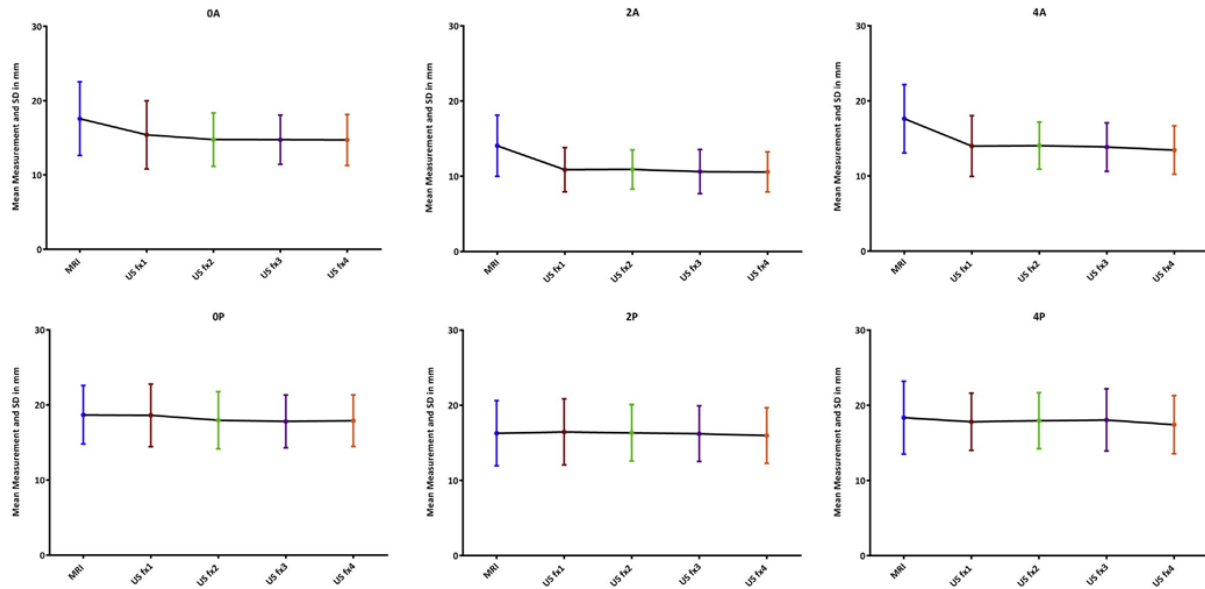 0A
Mean Measurement and SD in mm
30
20
10
0
MRI
US fx1
US fx2
US fx3
US fx4
2A
Mean Measurement and SD in mm
30
20
10
0
MRI
US fx1
US fx2
US fx3
US fx4
4A
Mean Measurement and SD in mm
30
20
10
0
MRI
US fx1
US fx2
US fx3
US fx4
0P
Mean Measurement and SD in mm
30
20
10
0
MRI
US fx1
US fx2
US fx3
US fx4
2P
Mean Measurement and SD in mm
30
20
10
0
MRI
US fx1
US fx2
US fx3
US fx4
4P
Mean Measurement and SD in mm
30
20
10
0
MRI
US fx1
US fx2
US fx3
US fx4